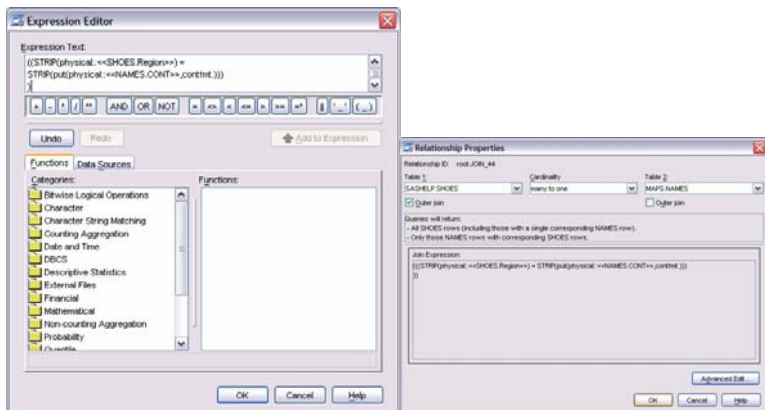 Expression Editor
Expression Text:
((STRIP(physical::<<SHOES.Region>>) =
STRIP(put(physical::<<NAMES.CONT>>,contfmt.)))
)
+ - * / ** AND OR NOT = <> < <= > >= =* || '_' (_)
Undo Redo Add to Expression
Functions Data Sources
Categories: Functions:
Bitwise Logical Operations
Character
Character String Matching
Counting Aggregation
Date and Time
DBCS
Descriptive Statistics
External Files
Financial
Mathematical
Non-counting Aggregation
Probability
Quantile
OK Cancel Help
Relationship Properties
Relationship ID: root.JOIN_44
Table 1: Cardinality Table 2:
SASHELP.SHOES many to one MAPS.NAMES
Outer join Outer join
Queries will return:
- All SHOES rows (including those with a single corresponding NAMES row).
- Only those NAMES rows with corresponding SHOES rows.
Join Expression:
(((STRIP(physical::<<SHOES.Region>>) = STRIP(put(physical::<<NAMES.CONT>>,contfmt.)))
))
Advanced Edit...
OK Cancel Help